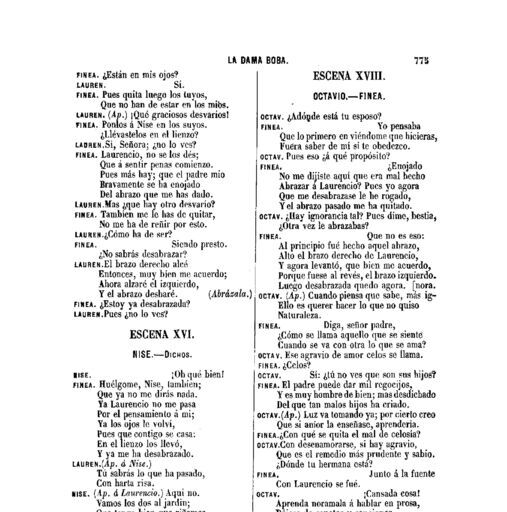 LA DAMA BOBA.
775
FINEA. ¿Están en mis ojos?
LAUREN. Sí.
FINEA. Pues quita luego los tuyos,
Que no han de estar en los mios.
LAUREN. (Ap.) ¡Qué graciosos desvarios!
FINEA. Ponlos á Nise en los suyos.
¿Llévatelos en el lienzo?
LAUREN. Si, Señora; ¿no lo ves?
FINEA. Laurencio, no se los dés;
Que á sentir penas comienzo.
Pues más hay; que el padre mio
Bravamente se ha enojado
Del abrazo que me has dado.
LAUREN. Mas ¿que hay otro desvario?
FINEA. Tambien me le has de quitar,
No me ha de reñir por esto.
LAUREN. ¿Cómo ha de ser?
FINEA. Siendo presto.
¿No sabrás desabrazar?
LAUREN. El brazo derecho alcé
Entonces, muy bien me acuerdo;
Ahora alzaré el izquierdo,
Y el abrazo desharé. (Abrázala.)
FINEA. ¿Estoy ya desabrazada?
LAUREN. Pues ¿no lo ves?
ESCENA XVI.
NISE.—DICHOS.
NISE. ¡Oh qué bien!
FINEA. Huélgome, Nise, tambien;
Que ya no me dirás nada.
Ya Laurencio no me pasa
Por el pensamiento á mi;
Ya los ojos le volví,
Pues que contigo se casa:
En el lienzo los llevó,
Y ya me ha desabrazado.
LAUREN. (Ap. á Nise.)
Tú sabrás lo que ha pasado,
Con harta risa.
NISE. (Ap. á Laurencio.) Aquí no.
Vamos los dos al jardin;
ESCENA XVIII.
OCTAVIO.—FINEA.
OCTAV. ¿Adónde está tu esposo?
FINEA. Yo pensaba
Que lo primero en viéndome que hicieras,
Fuera saber de mí si te obedezco.
OCTAV. Pues eso ¿á qué propósito?
FINEA. ¿Enojado
No me dijiste aquí que era mal hecho
Abrazar á Laurencio? Pues yo agora
Que me desabrazase le he rogado,
Y el abrazo pasado me ha quitado.
OCTAV. ¿Hay ignorancia tal? Pues dime, bestia,
¿Otra vez le abrazabas?
FINEA. Que no es eso:
Al principio fué hecho aquel abrazo,
Alto el brazo derecho de Laurencio,
Y agora levantó, que bien me acuerdo,
Porque fuese al revés, el brazo izquierdo.
Luego desabrazada quedo agora. [nora.
OCTAV. (Ap.) Cuando piensa que sabe, más ig-
Ello es querer hacer lo que no quiso
Naturaleza.
FINEA. Diga, señor padre,
¿Cómo se llama aquello que se siente
Cuando se va con otra lo que se ama?
OCTAV. Ese agravio de amor celos se llama.
FINEA. ¿Celos?
OCTAV. Si: ¿tú no ves que son sus hijos?
FINEA. El padre puede dar mil regocijos,
Y es muy hombre de bien; mas desdichado
Del que tan malos hijos ha criado.
OCTAV. (Ap.) Luz va tomando ya; por cierto creo
Que si amor la enseñase, aprenderia.
FINEA. ¿Con qué se quita el mal de celosía?
OCTAV. Con desenamorarse, si hay agravio,
Que es el remedio más prudente y sabio.
¿Dónde tu hermana está?
FINEA. Junto á la fuente
Con Laurencio se fué.
OCTAV. ¡Cansada cosa!
Aprenda noramala á hablar en prosa,